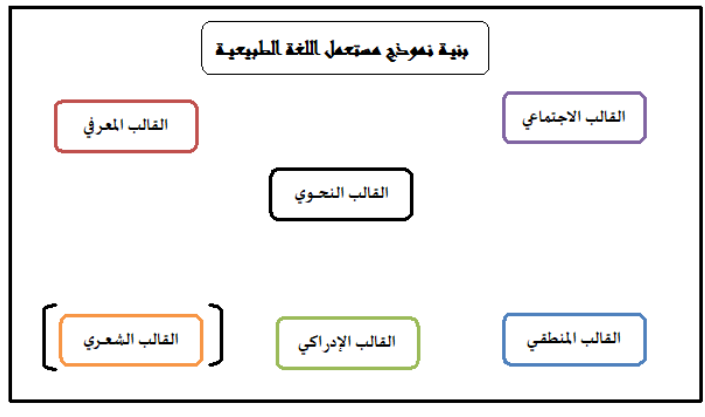 بنية نموذج مستعمل اللغة الطبيعية
القالب الاجتماعي
القالب المعرفي
القالب النحوي
القالب المنطقي
القالب الإدراكي
(القالب الشعري)